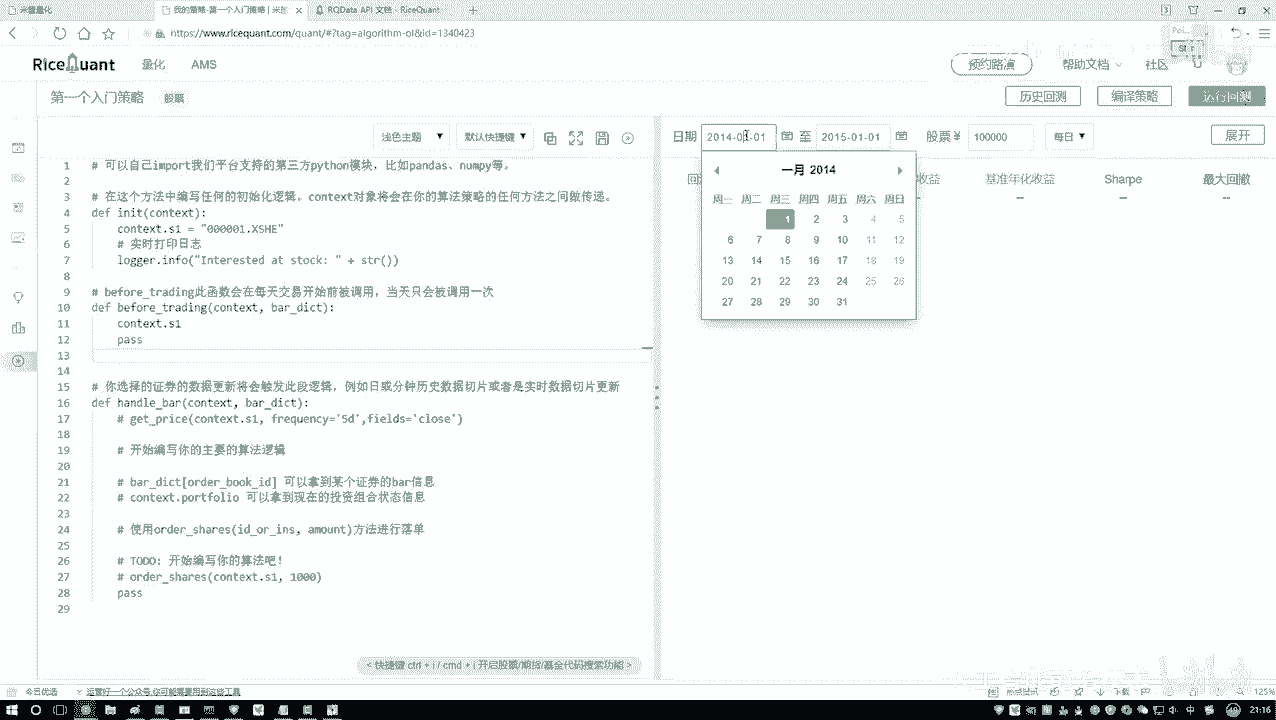 米筐量化
我的策略-第一个入门策略 | 米筐
RQData API 文档 - RiceQuant
https://www.ricequant.com/quant/#?tag=algorithm-ol&id=1340423
RiceQuant
量化
AMS
预约路演
帮助文档
社区
第一个入门策略
股票
历史回测
编译策略
运行回测
浅色主题
默认快捷键
日期
2014-01-01
至
2015-01-01
股票 ¥
100000
每日
展开
1 # 可以自己import我们平台支持的第三方python模块，比如pandas、numpy等。
2
3 # 在这个方法中编写任何的初始化逻辑。context对象将会在你的算法策略的任何方法之间做传递。
4 def init(context):
5 context.s1 = "000001.XSHE"
6 # 实时打印日志
7 logger.info("Interested at stock: " + str())
8
9 # before_trading此函数会在每天交易开始前被调用，当天只会被调用一次
10 def before_trading(context, bar_dict):
11 context.s1
12 pass
13
14
15 # 你选择的证券的数据更新将会触发此段逻辑，例如日或分钟历史数据切片或者是实时数据切片更新
16 def handle_bar(context, bar_dict):
17 # get_price(context.s1, frequency='5d',fields='close')
18
19 # 开始编写你的主要的算法逻辑
20
21 # bar_dict[order_book_id] 可以拿到某个证券的bar信息
22 # context.portfolio 可以拿到现在的投资组合状态信息
23
24 # 使用order_shares(id_or_ins, amount)方法进行落单
25
26 # TODO: 开始编写你的算法吧！
27 # order_shares(context.s1, 1000)
28 pass
29
< 快捷键 ctrl + i / cmd + i 开启股票/期货/基金代码搜索功能 >
一月 2014
周一 周二 周三 周四 周五 周六 周日
1 2 3 4 5
6 7 8 9 10 11 12
13 14 15 16 17 18 19
20 21 22 23 24 25 26
27 28 29 30 31
收益
基准年化收益
Sharpe
最大回撤
-- -- --
今日优选
125%
21:16